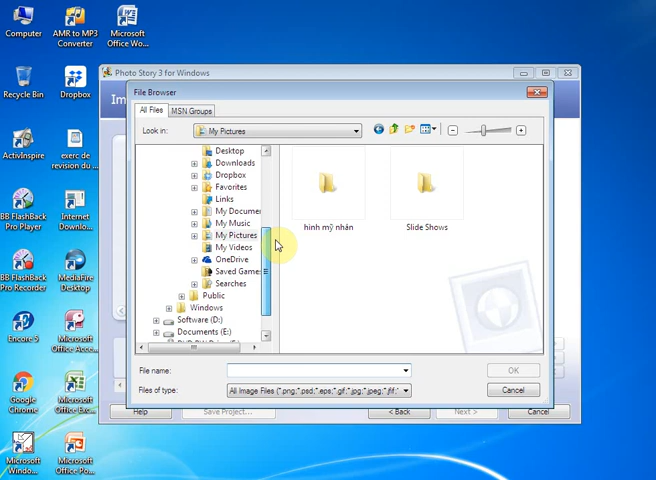 Computer
AMR to MP3
Converter
Microsoft
Office Wo...
Recycle Bin
Dropbox
ActivInspire
exerc de
revision du ...
BB FlashBack
Pro Player
Internet
Downlo...
BB FlashBack
Pro Recorder
MediaFire
Desktop
Encore 5
Microsoft
Office Acce...
Google
Chrome
Microsoft
Office Exc...
Microsoft
Windo...
Microsoft
Office Po...
Photo Story 3 for Windows
Im
File Browser
All Files
MSN Groups
Look in:
My Pictures
Desktop
Downloads
Dropbox
Favorites
Links
My Docume
My Music
My Pictures
My Videos
OneDrive
Saved Game
Searches
Public
Windows
Software (D:)
Documents (E:)
hinh mỹ nhân
Slide Shows
File name:
OK
Files of type:
All Image Files (*.png;*.psd;*.eps;*.gif;*.jpg;*.jpeg;*.jfif;*
Cancel
Help
Save Project...
< Back
Next >
Cancel